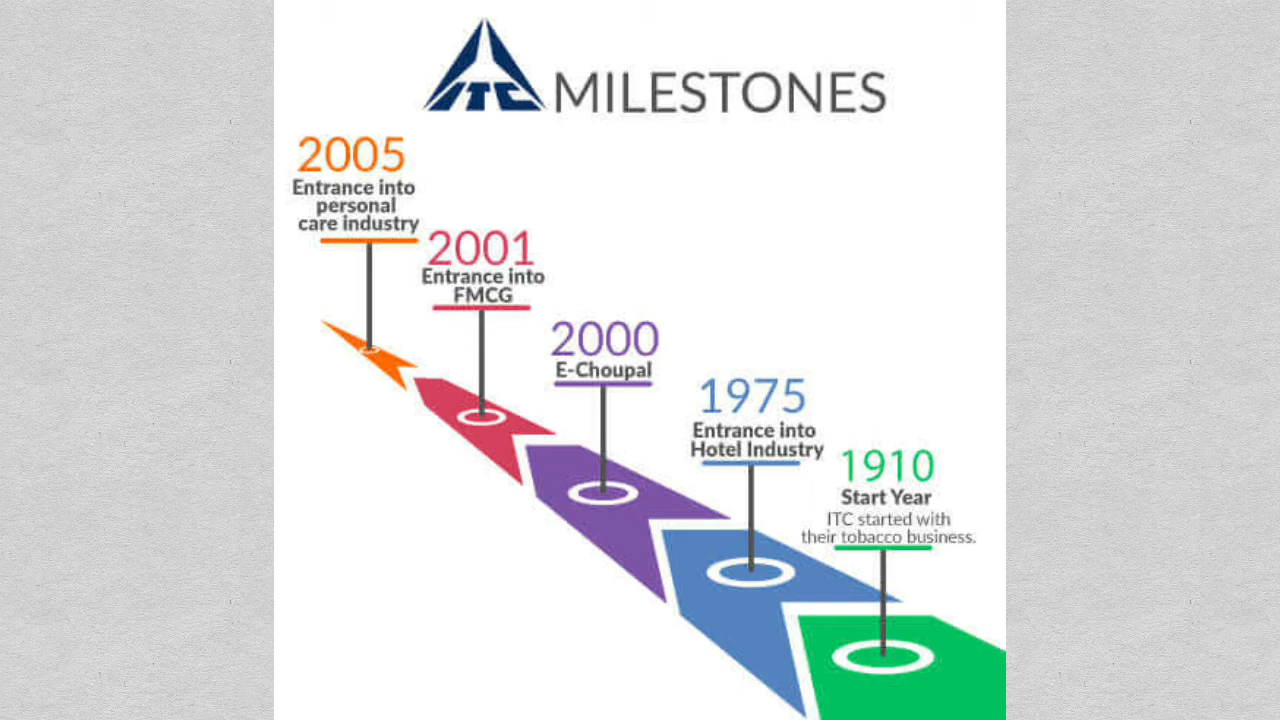 ITC MILESTONES
2005
Entrance into
personal
care industry
2001
Entrance into
FMCG
2000
E-Choupal
1975
Entrance into
Hotel Industry
1910
Start Year
ITC started with
their tobacco business.